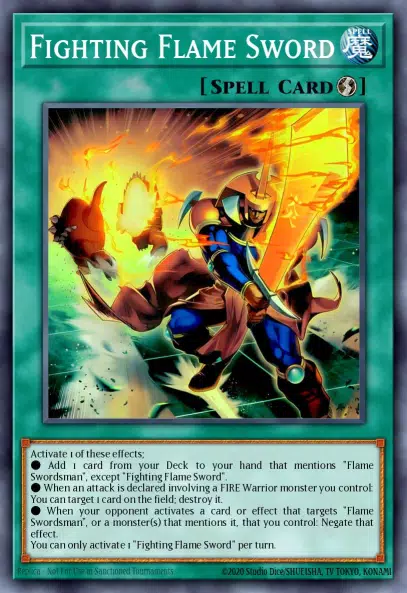 FIGHTING FLAME SWORD
SPELL
魔
[SPELL CARD]
Activate 1 of these effects;
● Add 1 card from your Deck to your hand that mentions "Flame
Swordsman", except "Fighting Flame Sword".
● When an attack is declared involving a FIRE Warrior monster you control:
You can target 1 card on the field; destroy it.
● When your opponent activates a card or effect that targets "Flame
Swordsman", or a monster(s) that mentions it, that you control: Negate that
effect.
You can only activate 1 "Fighting Flame Sword" per turn.
Replica - Not For Use in Sanctioned Tournaments
©2020 Studio Dice/SHUEISHA, TV TOKYO, KONAMI